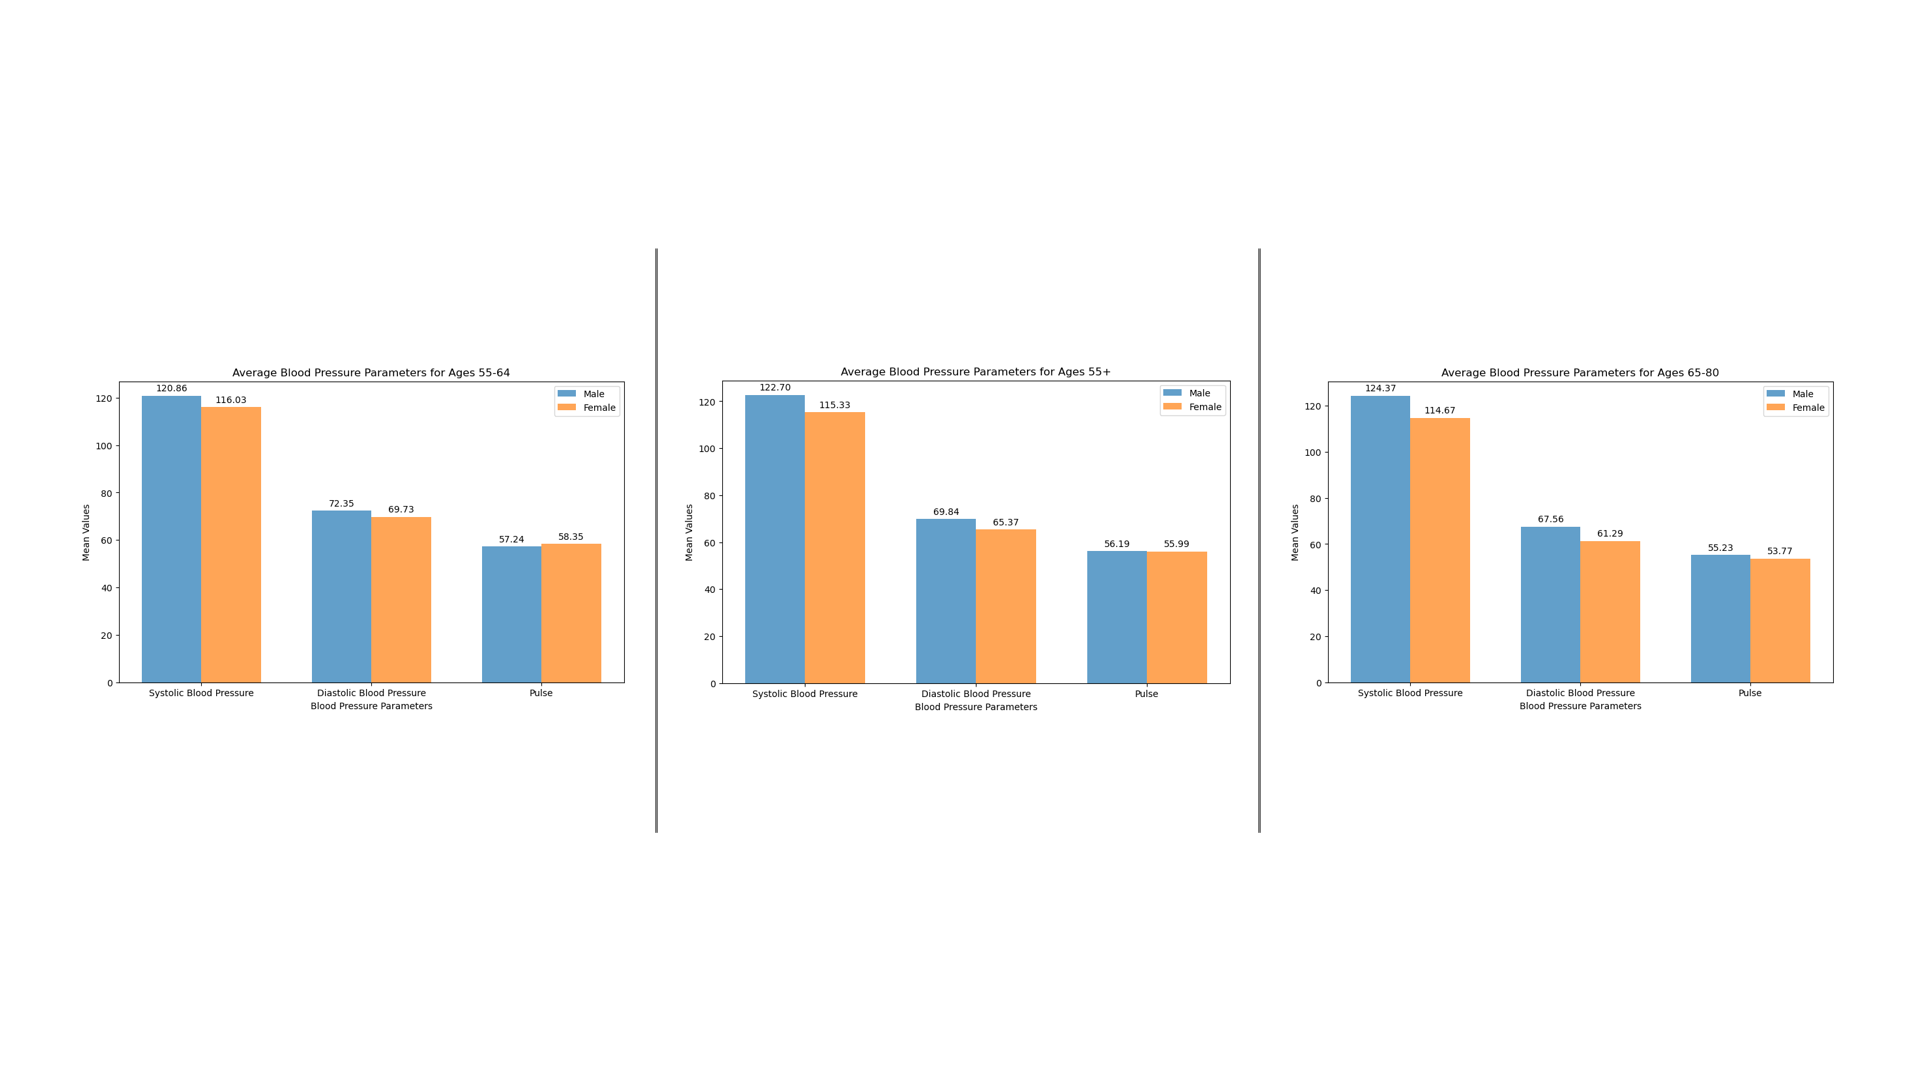 Average Blood Pressure Parameters for Ages 55-64
120.86
116.03
72.35
69.73
57.24
58.35
Male
Female
120
100
80
60
40
20
0
Mean Values
Systolic Blood Pressure
Diastolic Blood Pressure
Pulse
Blood Pressure Parameters
Average Blood Pressure Parameters for Ages 55+
122.70
115.33
69.84
65.37
56.19
55.99
Male
Female
120
100
80
60
40
20
0
Mean Values
Systolic Blood Pressure
Diastolic Blood Pressure
Pulse
Blood Pressure Parameters
Average Blood Pressure Parameters for Ages 65-80
124.37
114.67
67.56
61.29
55.23
53.77
Male
Female
120
100
80
60
40
20
0
Mean Values
Systolic Blood Pressure
Diastolic Blood Pressure
Pulse
Blood Pressure Parameters